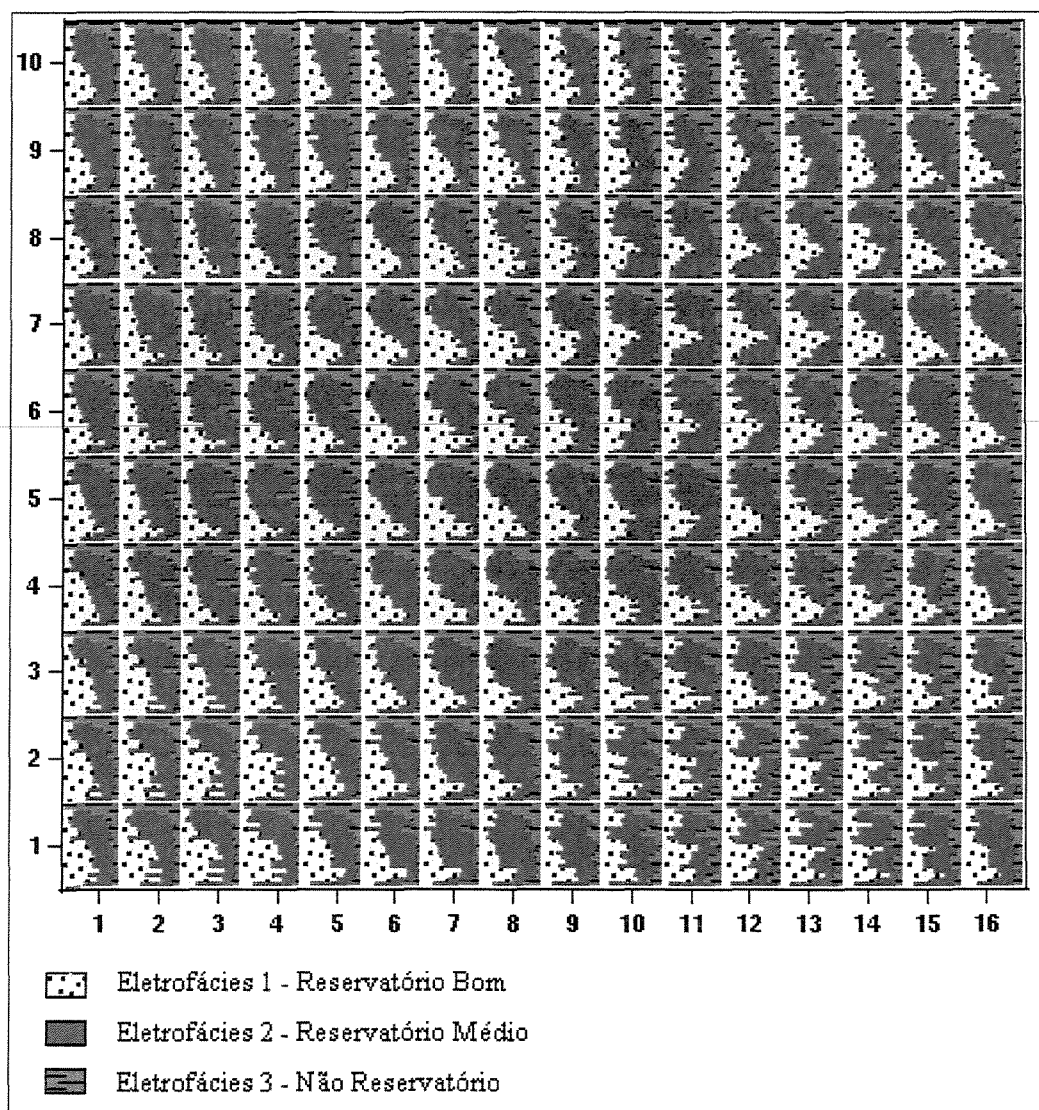 10
9
8
7
6
5
4
3
2
1
1 2 3 4 5 6 7 8 9 10 11 12 13 14 15 16
Eletrofácies 1 - Reservatório Bom
Eletrofácies 2 - Reservatório Médio
Eletrofácies 3 - Não Reservatório